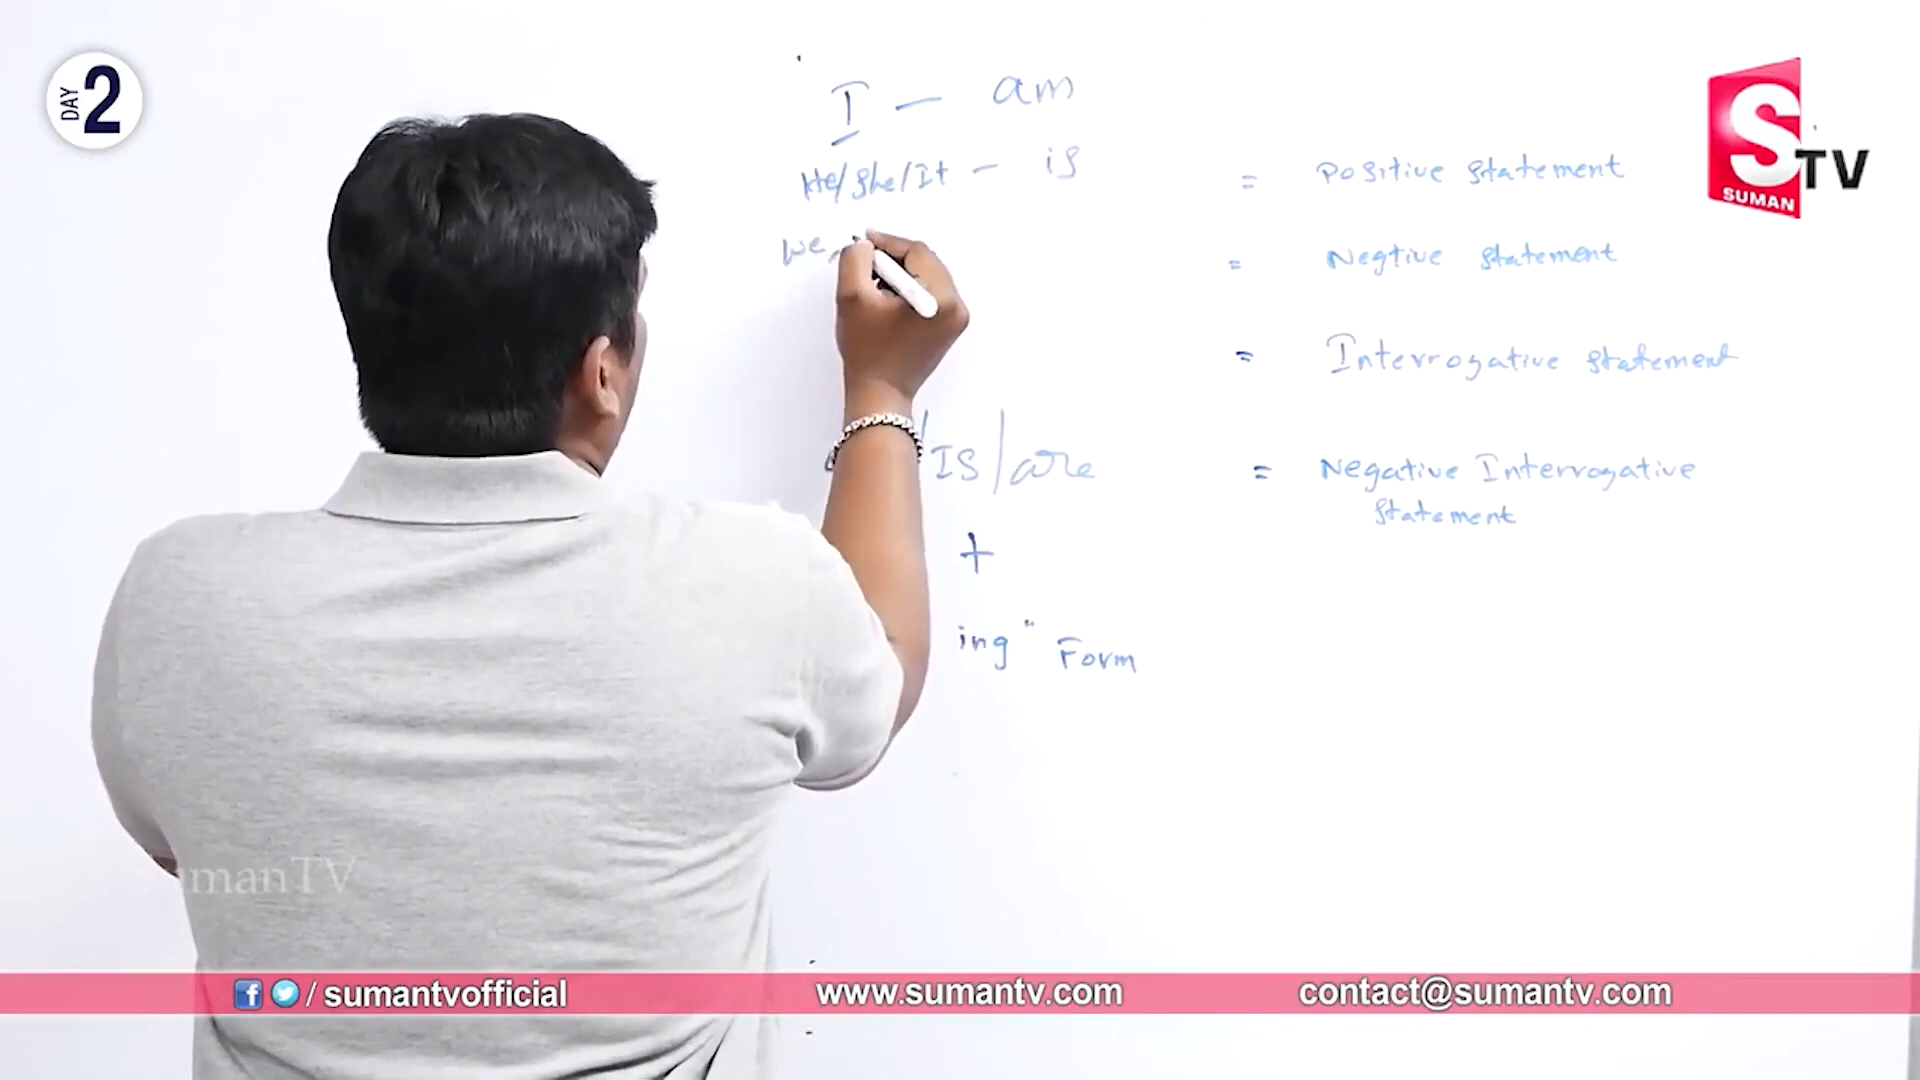 DAY 2
I — am
He/She/It — is
We,
Is/are
+
ing" Form
= Positive Statement
= Negtive Statement
= Interrogative Statement
= Negative Interrogative
Statement
S TV
SUMAN
SumanTV
/ sumantvofficial
www.sumantv.com
contact@sumantv.com